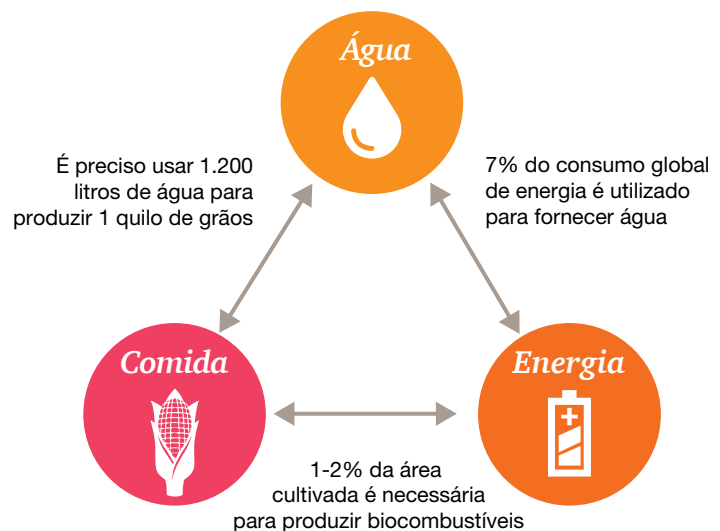 Água
É preciso usar 1.200
litros de água para
produzir 1 quilo de grãos
7% do consumo global
de energia é utilizado
para fornecer água
Comida
Energia
1-2% da área
cultivada é necessária
para produzir biocombustíveis